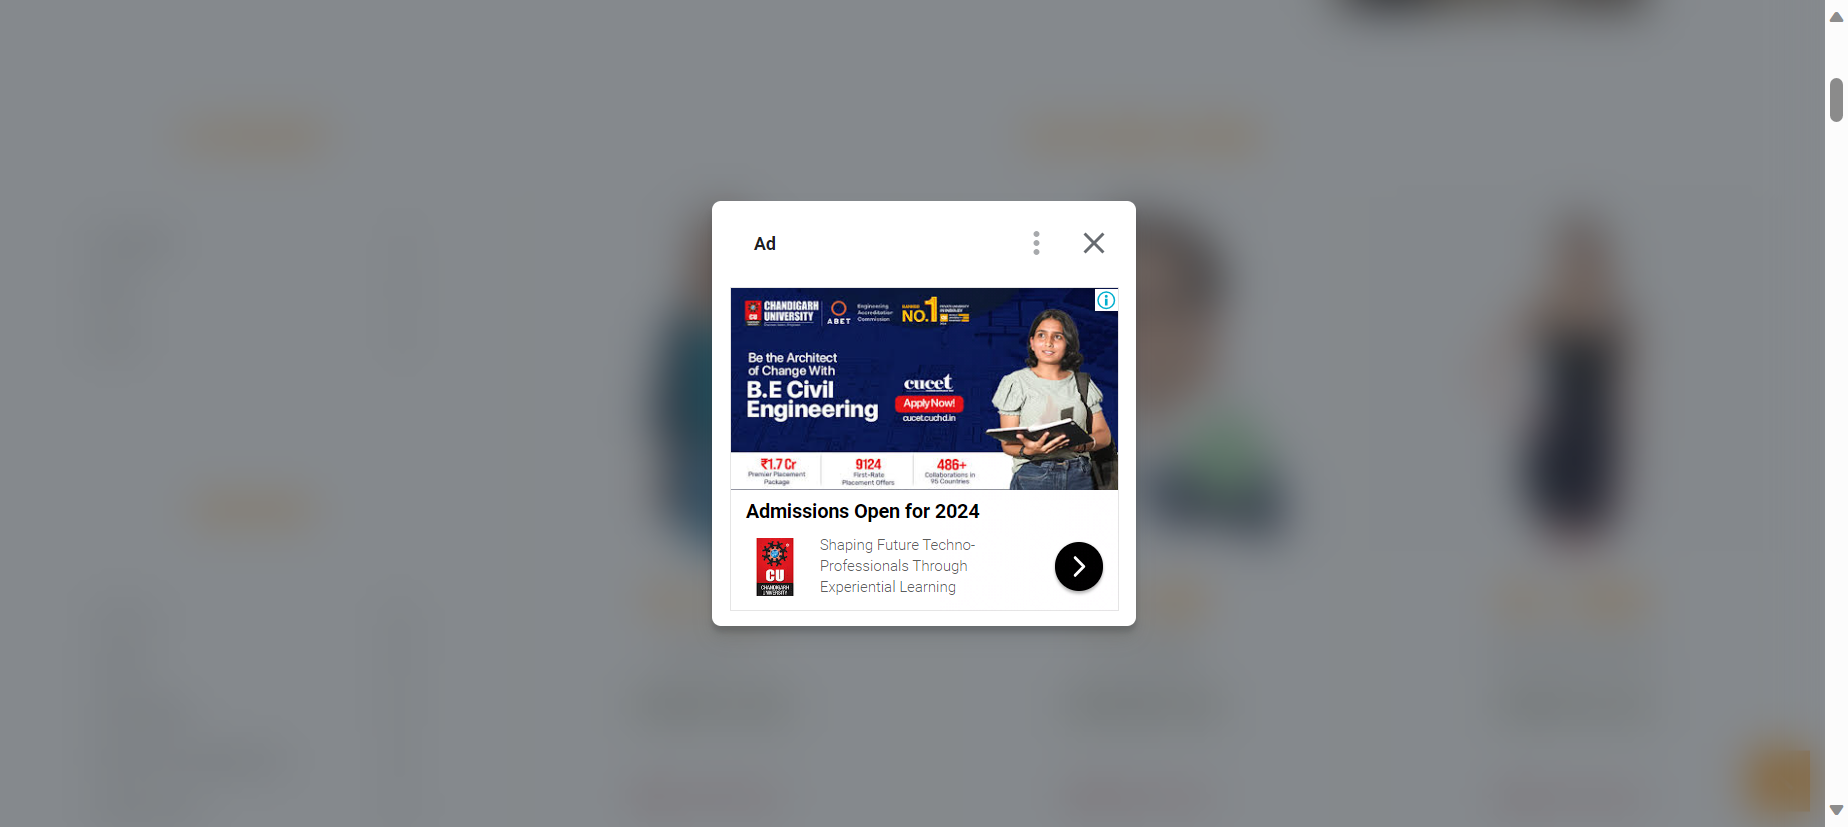 Ad
CHANDIGARH
UNIVERSITY
CU
ABET
Engineering
Accreditation
Commission
NO.1
Be the Architect
of Change With
B.E Civil
Engineering
cucet
Apply Now!
cucet.cuchd.in
₹1.7 Cr
Premier Placement
Package
9124
First-Rate
Placement Offers
486+
Collaborations in
95 Countries
Admissions Open for 2024
CU
CHANDIGARH
UNIVERSITY
Shaping Future Techno-
Professionals Through
Experiential Learning